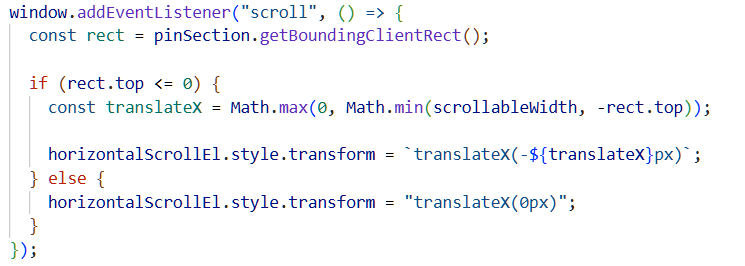 window.addEventListener("scroll", () => {
  const rect = pinSection.getBoundingClientRect();

  if (rect.top <= 0) {
    const translateX = Math.max(0, Math.min(scrollableWidth, -rect.top));

    horizontalScrollEl.style.transform = `translateX(-${translateX}px)`;
  } else {
    horizontalScrollEl.style.transform = "translateX(0px)";
  }
});